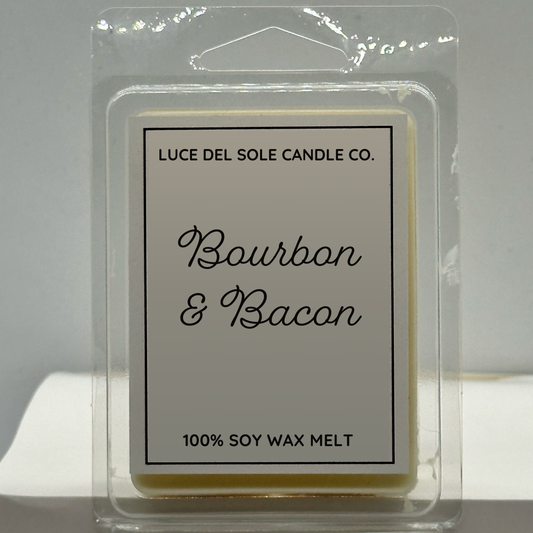 LUCE DEL SOLE CANDLE CO.
Bourbon
& Bacon
100% SOY WAX MELT